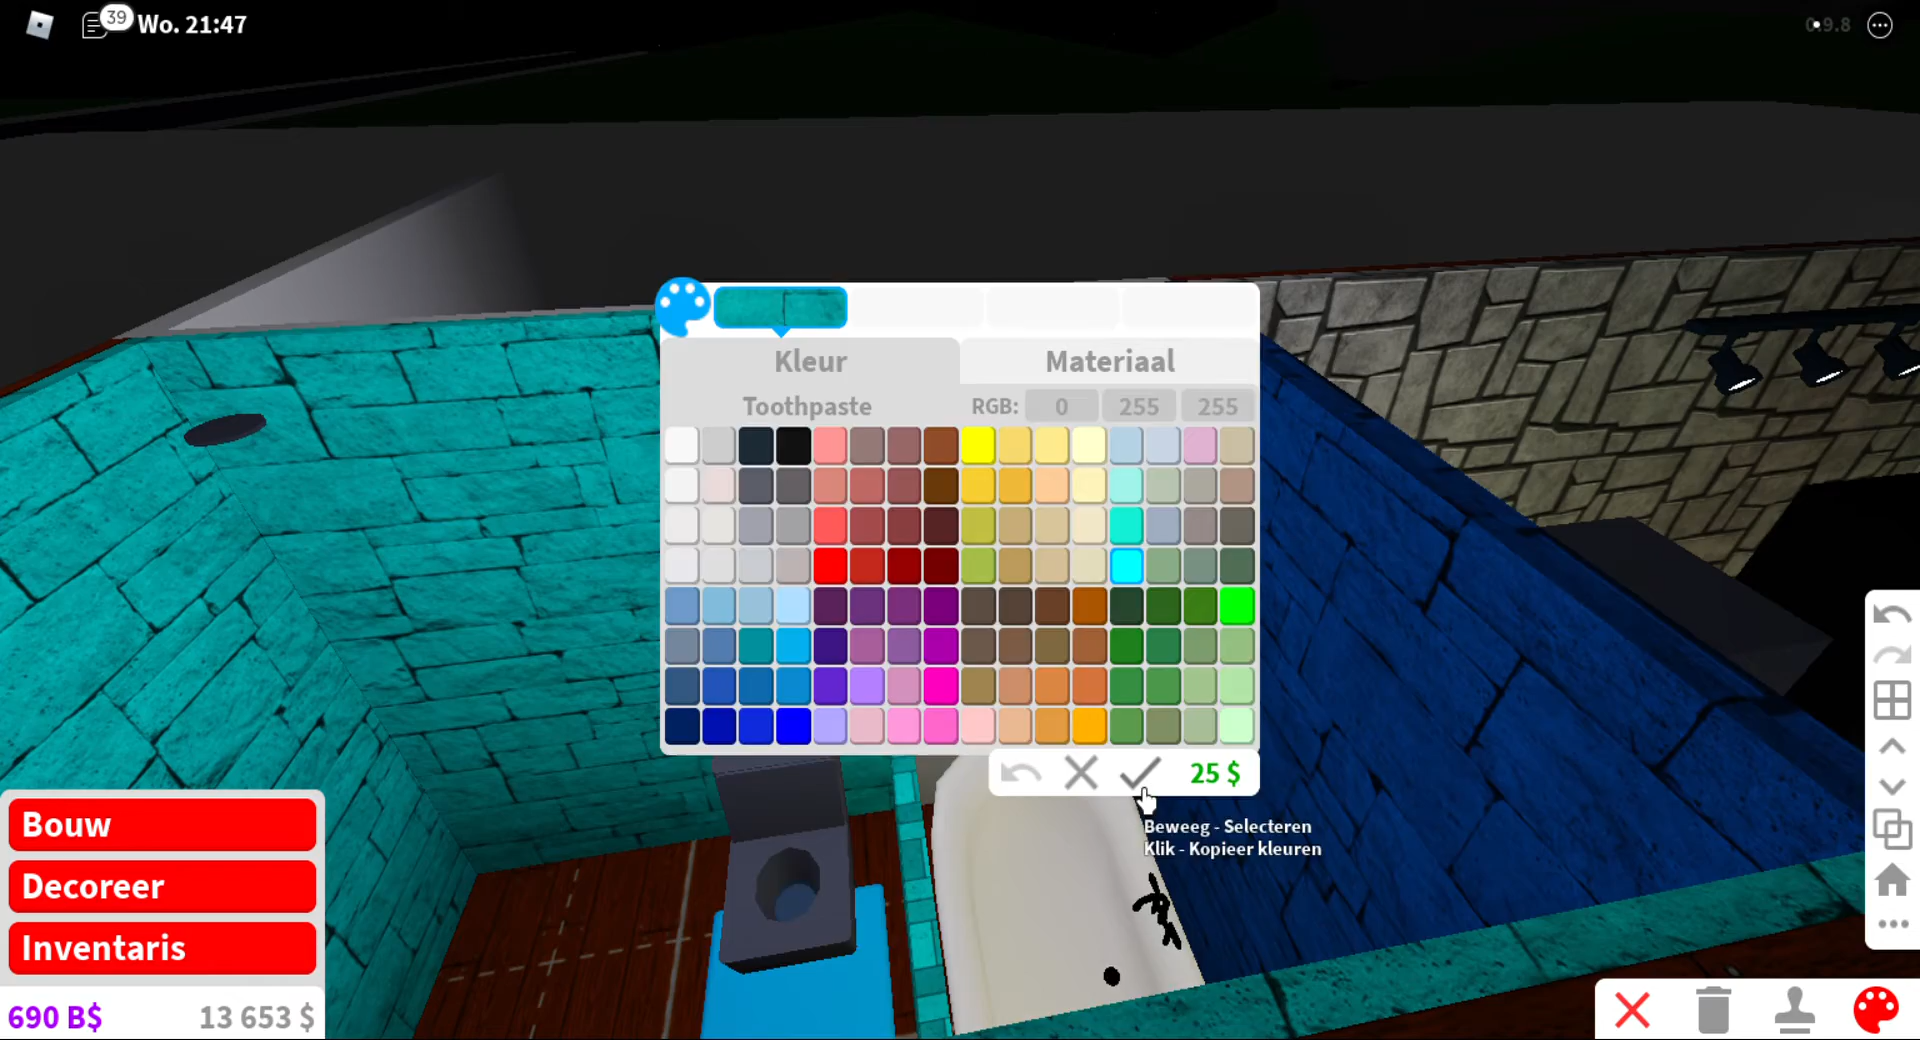 39 Wo. 21:47
0.9.8
Kleur
Materiaal
Toothpaste
RGB: 0 255 255
25 $
Beweeg - Selecteren
Klik - Kopieer kleuren
Bouw
Decoreer
Inventaris
690 B$ 13 653 $